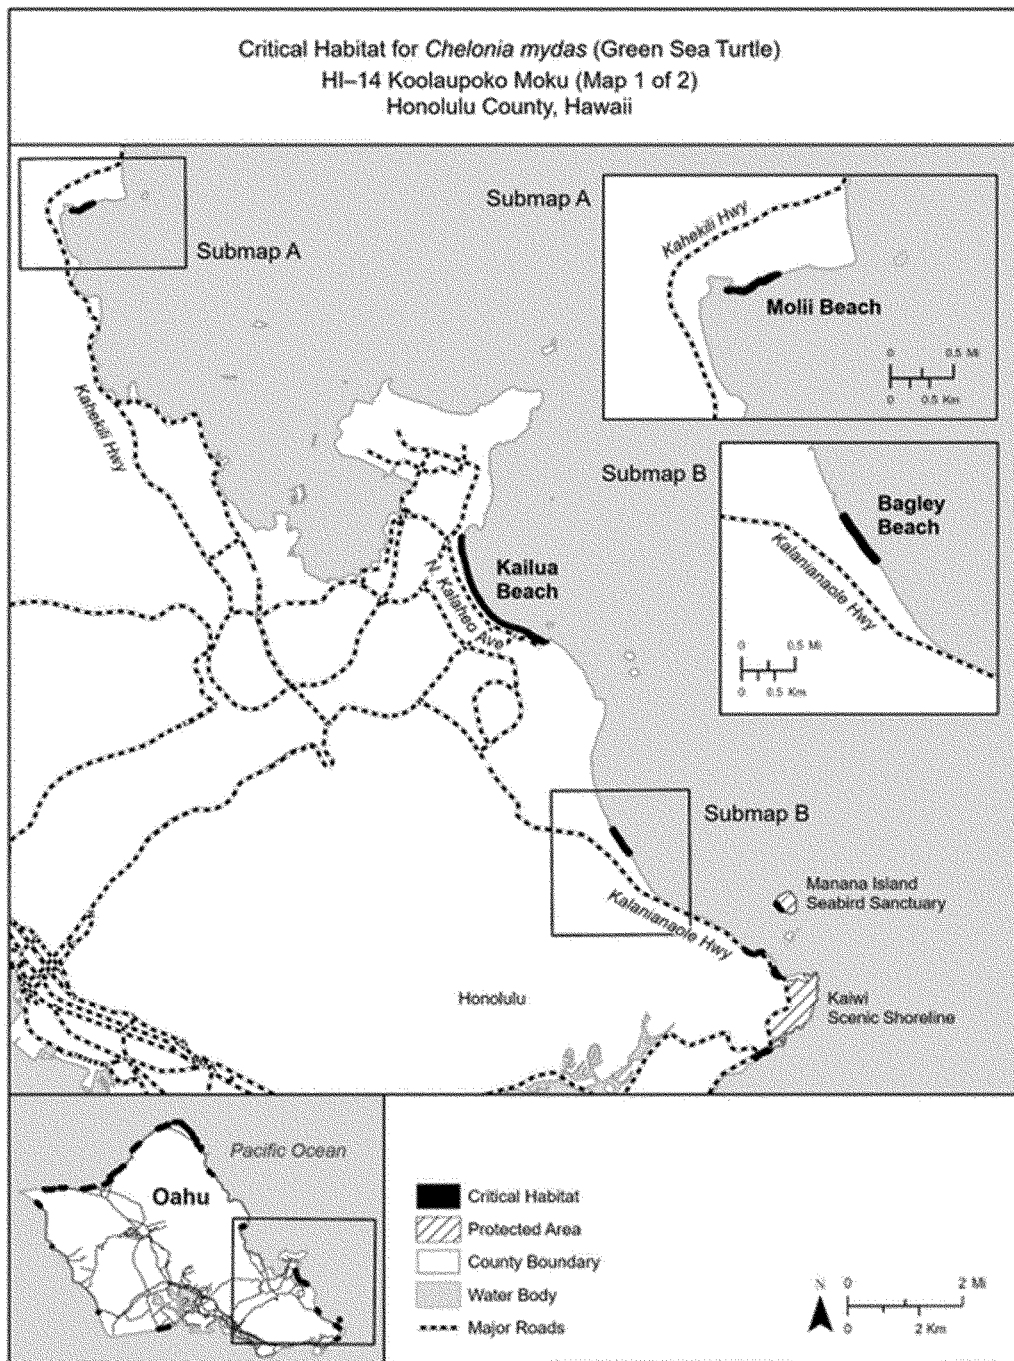 Critical Habitat for Chelonia mydas (Green Sea Turtle)
HI–14 Koolaupoko Moku (Map 1 of 2)
Honolulu County, Hawaii
Submap A
Submap A
Kahekili Hwy
Molii Beach
0 0.5 Mi
0 0.5 Km
Kahekili Hwy
Submap B
Bagley
Beach
Kalanianaole Hwy
0 0.5 Mi
0 0.5 Km
Kailua
Beach
N. Kalaheo Ave
Submap B
Manana Island
Seabird Sanctuary
Kalanianaole Hwy
Honolulu
Kaiwi
Scenic Shoreline
Pacific Ocean
Oahu
Critical Habitat
Protected Area
County Boundary
Water Body
Major Roads
N
0 2 Mi
0 2 Km